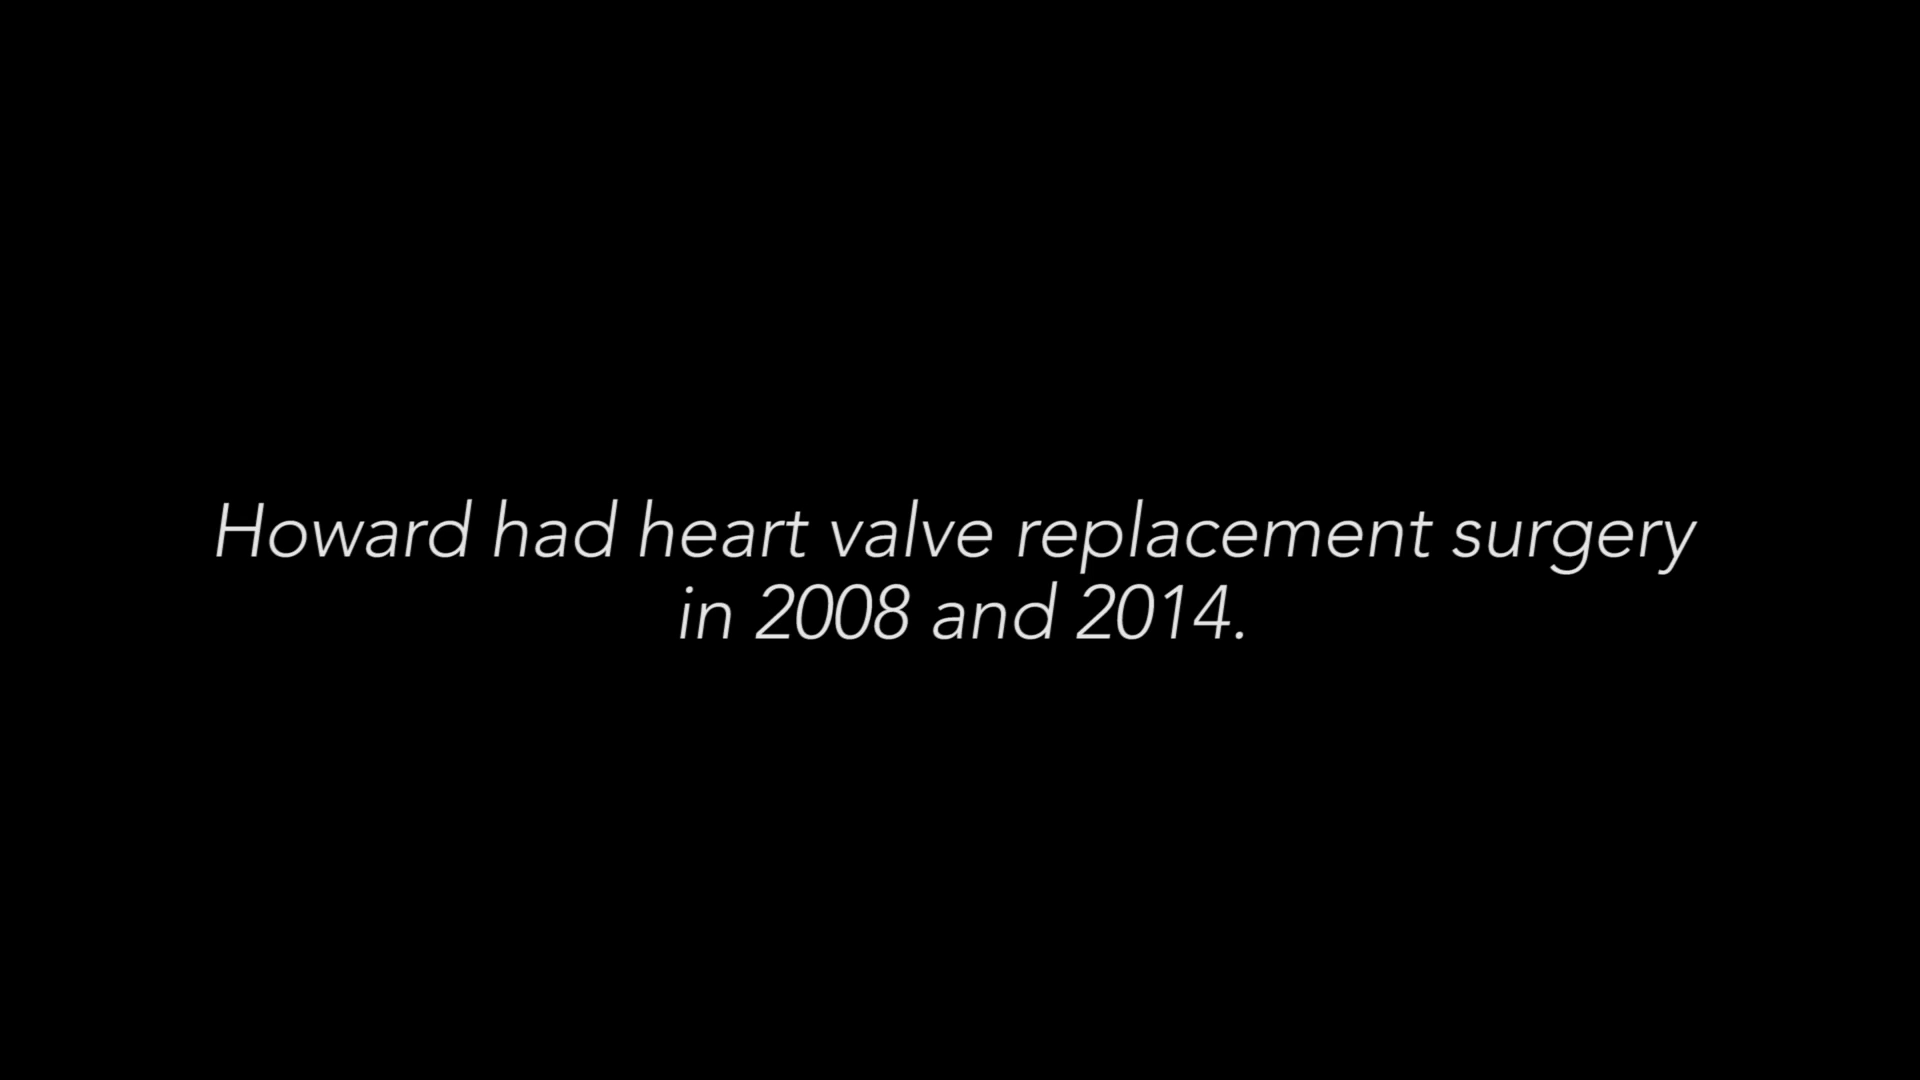 Howard had heart valve replacement surgery
in 2008 and 2014.